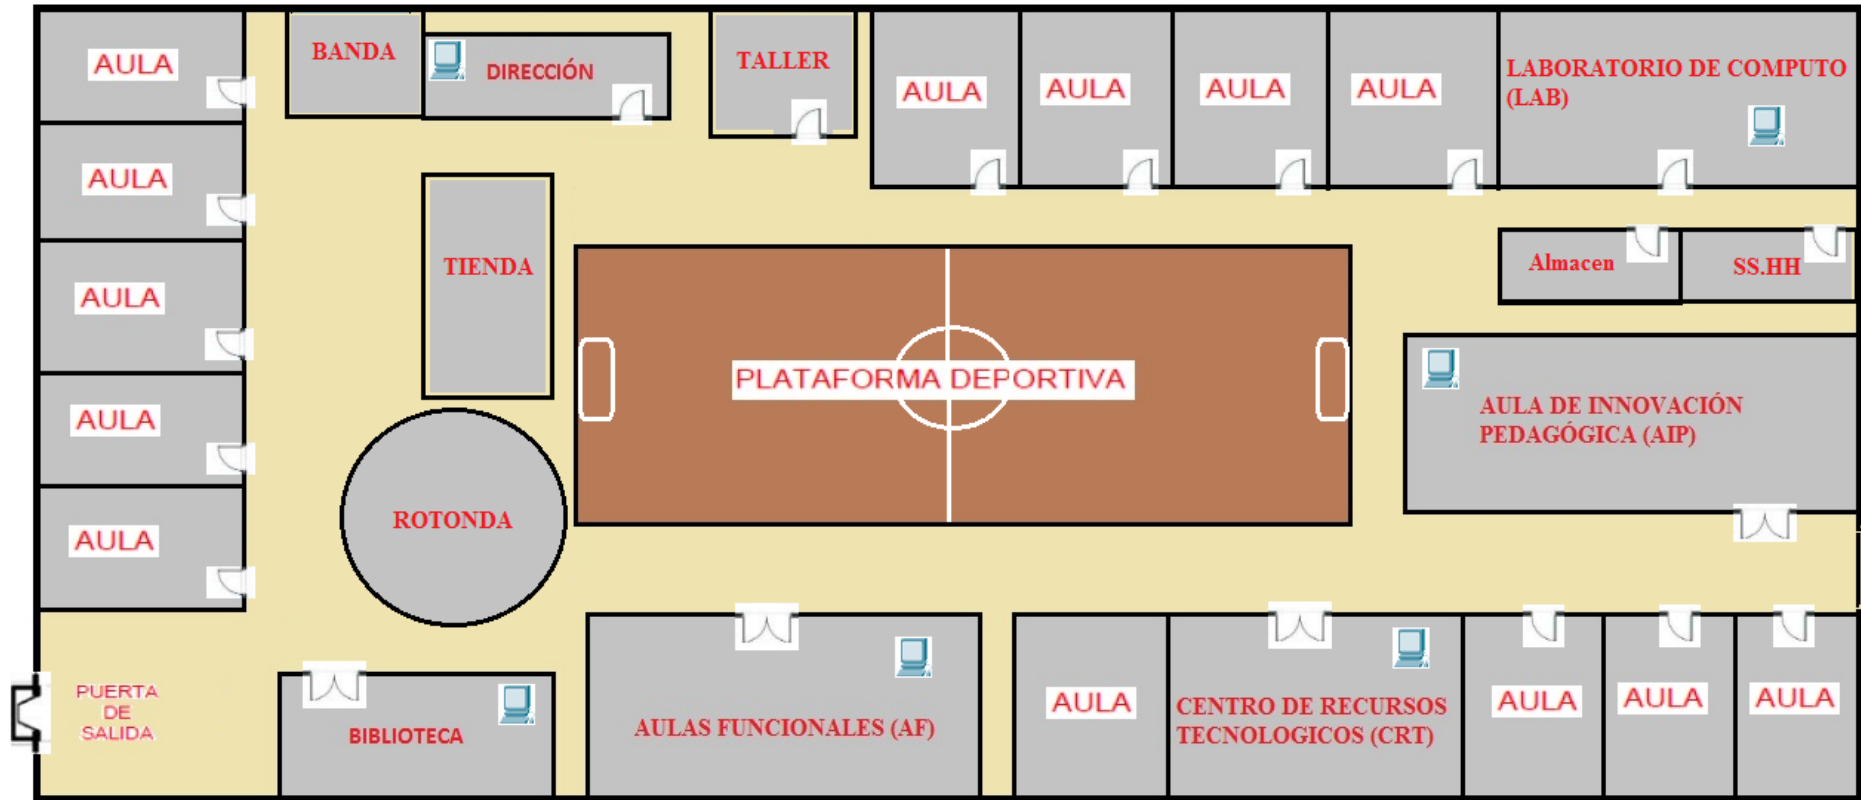 AULA
BANDA
DIRECCIÓN
TALLER
AULA
AULA
AULA
AULA
LABORATORIO DE COMPUTO
(LAB)
AULA
TIENDA
Almacen
SS.HH
AULA
PLATAFORMA DEPORTIVA
AULA DE INNOVACIÓN
PEDAGÓGICA (AIP)
AULA
ROTONDA
AULA
PUERTA
DE
SALIDA
BIBLIOTECA
AULAS FUNCIONALES (AF)
AULA
CENTRO DE RECURSOS
TECNOLOGICOS (CRT)
AULA
AULA
AULA